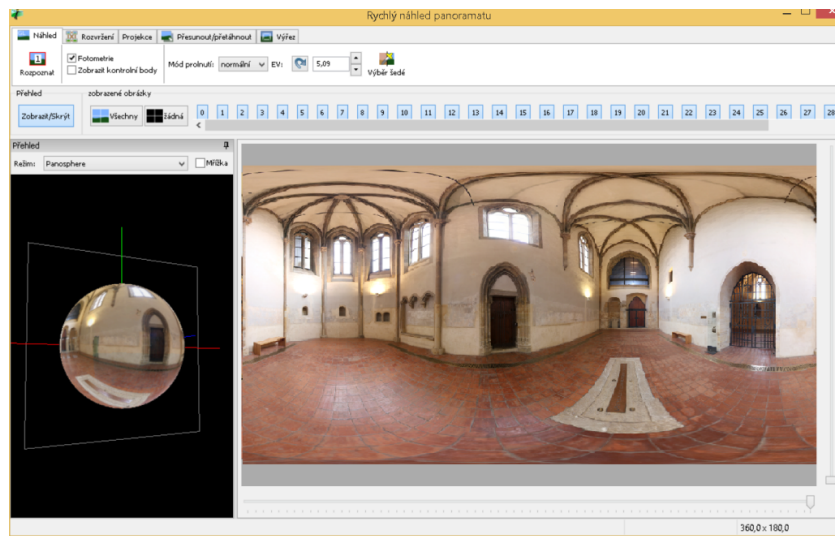 Rychlý náhled panoramatu
Náhled Rozvržení Projekce Přesunout/přetáhnout Výřez
Rozpoznat Fotometrie Zobrazit kontrolní body Mód prolnutí: normální EV: 5,09 Výběr šedé
Přehled zobrazené obrázky
Zobrazit/Skrýt Všechny žádná 0 1 2 3 4 5 6 7 8 9 10 11 12 13 14 15 16 17 18 19 20 21 22 23 24 25 26 27 28
Přehled
Režim: Panosphere Mřížka
360,0 x 180,0